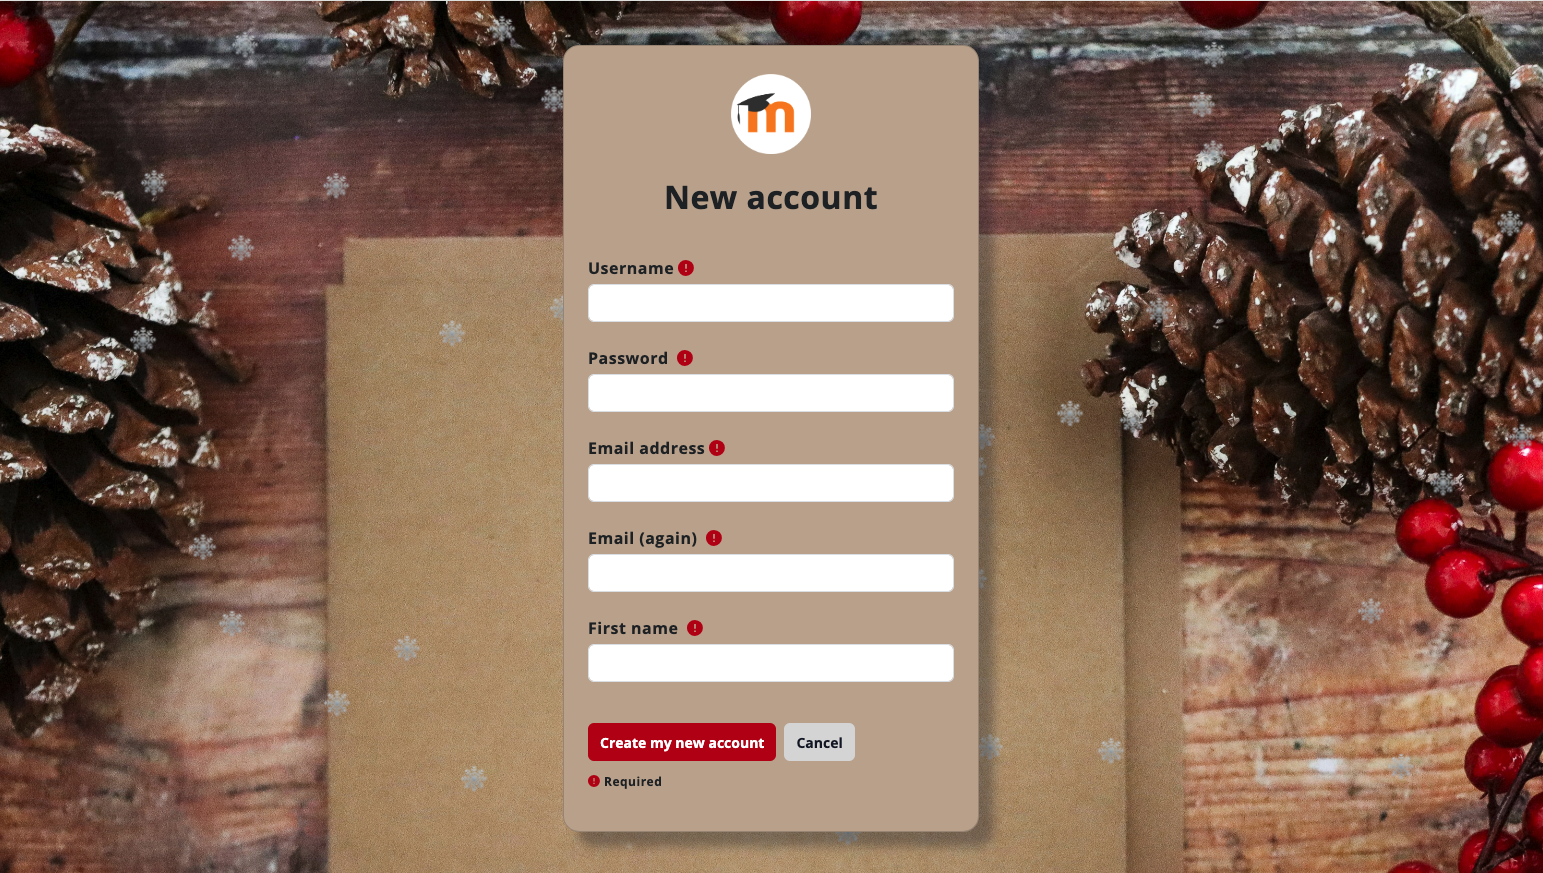 New account
Username
Password
Email address
Email (again)
First name
Create my new account
Cancel
Required